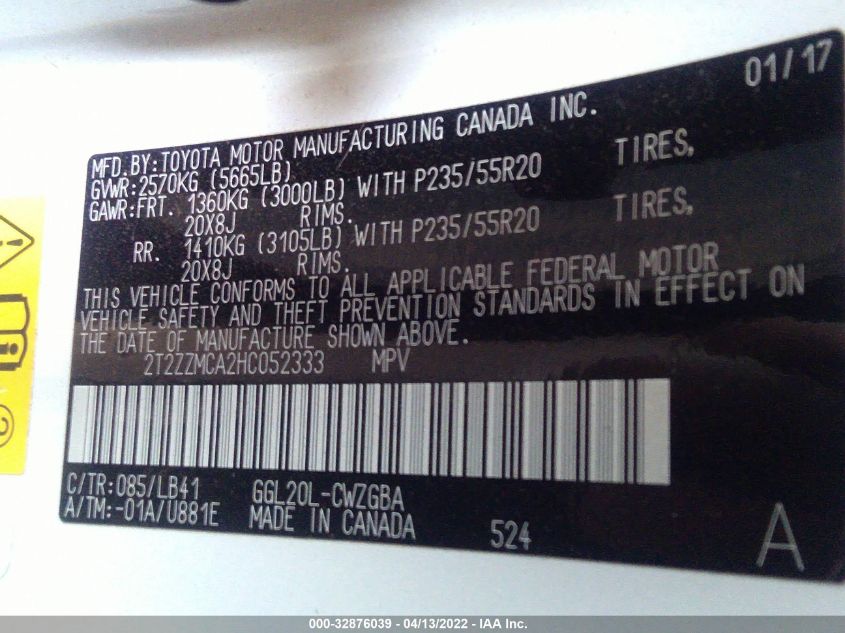 01/17
MFD.BY:TOYOTA MOTOR MANUFACTURING CANADA INC.
GVWR:2570KG (5665LB)
GAWR:FRT. 1360KG (3000LB) WITH P235/55R20 TIRES,
20X8J RIMS.
RR. 1410KG (3105LB) WITH P235/55R20 TIRES,
20X8J RIMS.
THIS VEHICLE CONFORMS TO ALL APPLICABLE FEDERAL MOTOR
VEHICLE SAFETY AND THEFT PREVENTION STANDARDS IN EFFECT ON
THE DATE OF MANUFACTURE SHOWN ABOVE.
2T2ZZMCA2HC052333 MPV
C/TR:085/LB41 GGL20L-CWZGBA
A/TM:-01A/U881E MADE IN CANADA 524 A
000-32876039 - 04/13/2022 - IAA Inc.